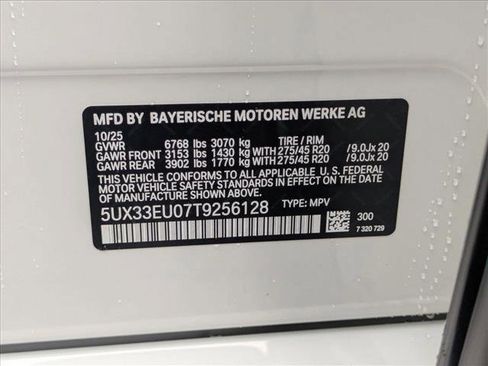 MFD BY BAYERISCHE MOTOREN WERKE AG
10/25
GVWR 6768 lbs 3070 kg TIRE / RIM
GAWR FRONT 3153 lbs 1430 kg WITH 275/45 R20 / 9.0Jx 20
GAWR REAR 3902 lbs 1770 kg WITH 275/45 R20 / 9.0Jx 20
THIS VEHICLE CONFORMS TO ALL APPLICABLE U.S. FEDERAL
MOTOR VEHICLE SAFETY STANDARDS IN EFFECT ON THE DATE
OF MANUFACTURE SHOWN ABOVE.
5UX33EU07T9256128 TYPE: MPV
300
7 320 729